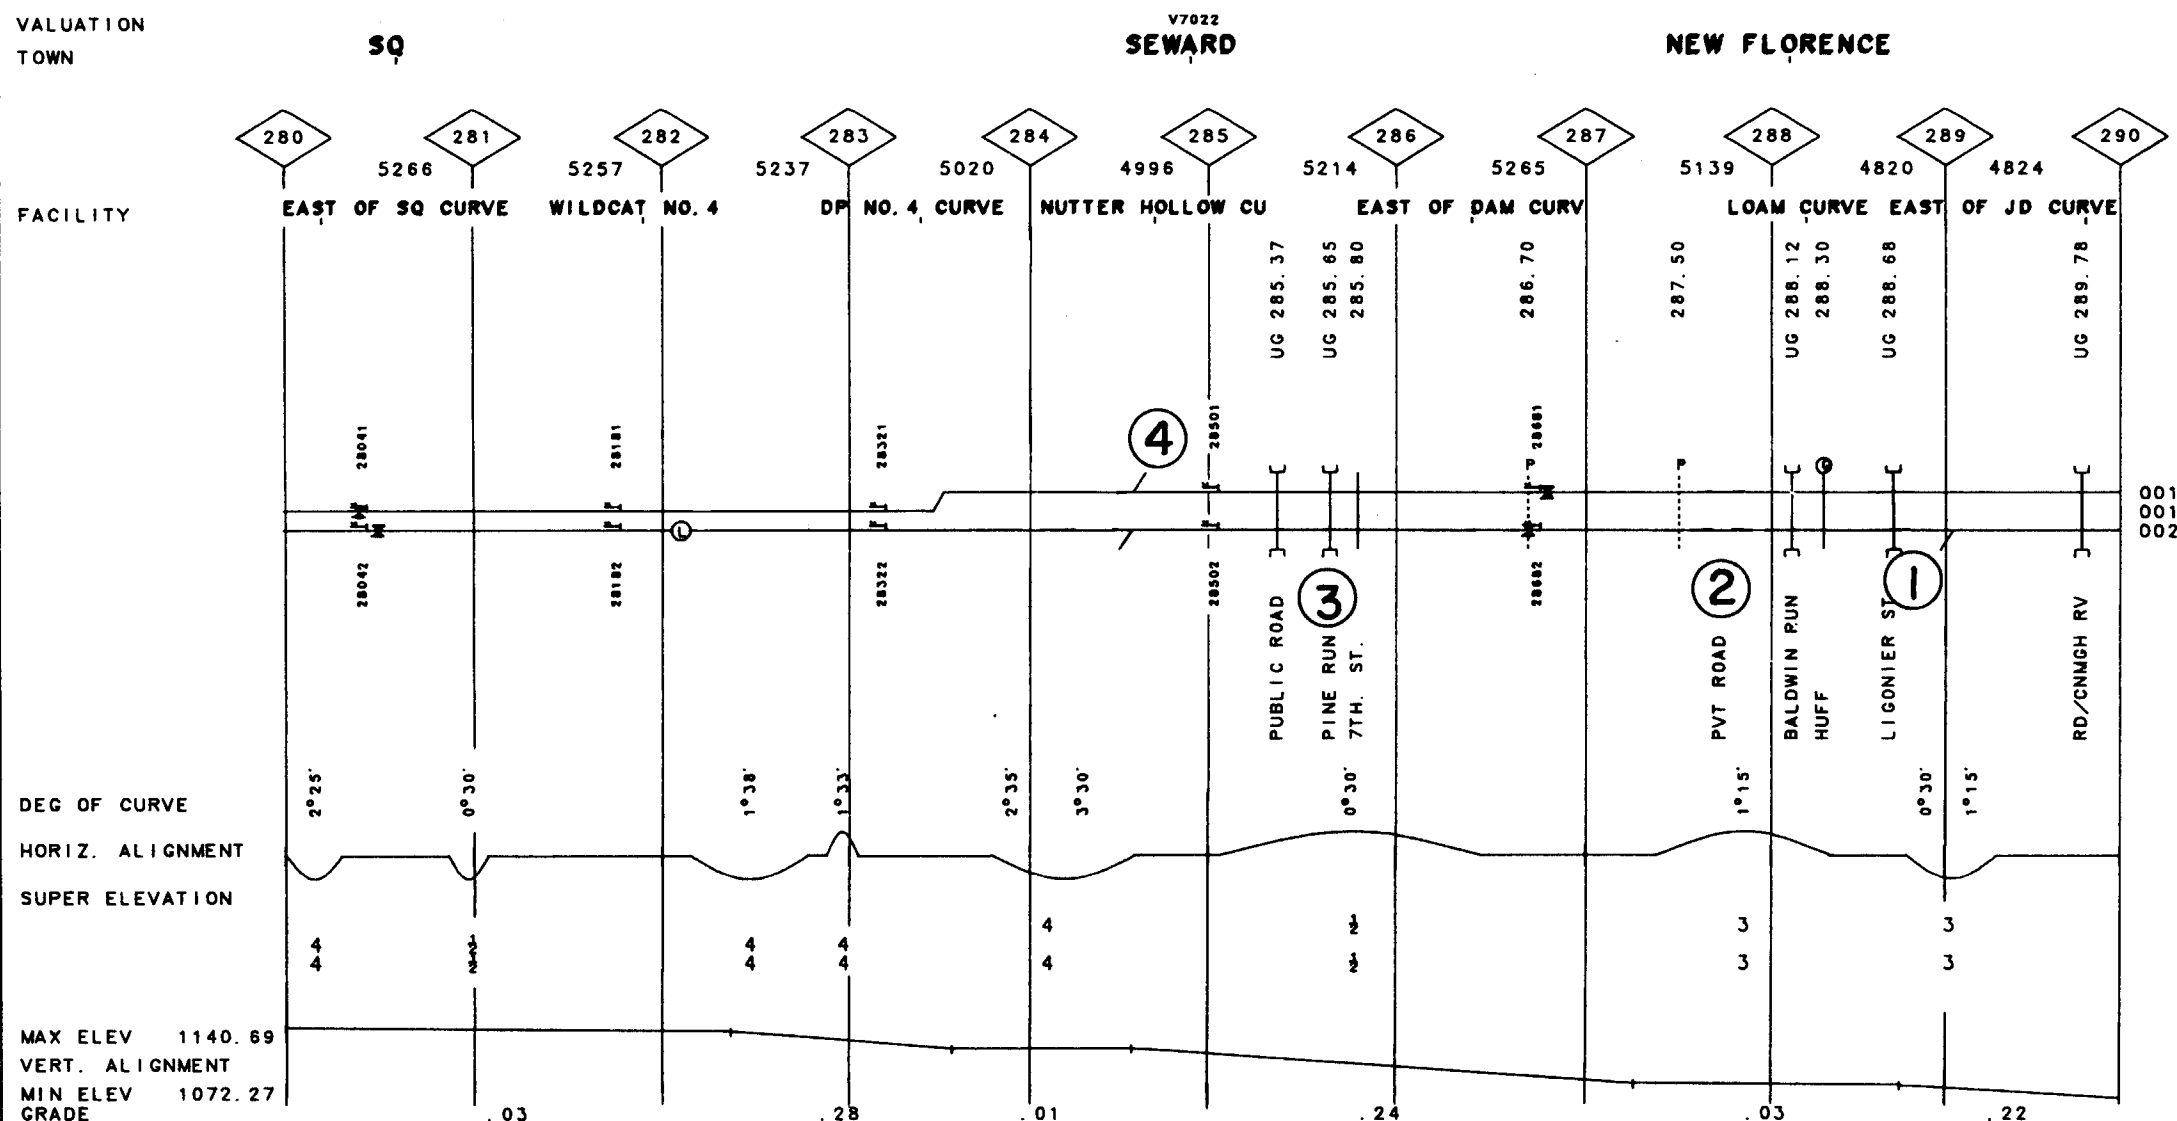 VALUATION
V7022
TOWN
SQ
SEWARD
NEW FLORENCE
280 281 282 283 284 285 286 287 288 289 290
5266 5257 5237 5020 4996 5214 5265 5139 4820 4824
FACILITY
EAST OF SQ CURVE
WILDCAT NO. 4
DP NO. 4 CURVE
NUTTER HOLLOW CU
EAST OF DAM CURV
LOAM CURVE
EAST OF JD CURVE
UG 285.37
UG 285.65
285.80
286.70
287.50
UG 288.12
288.30
UG 288.68
UG 289.78
28041
28181
28321
4
28501
28681
P
P
001
001
002
L
28042
28182
28322
28502
3
28682
2
1
PUBLIC ROAD
PINE RUN
7TH. ST.
PVT ROAD
BALDWIN RUN
HUFF
LIGONIER ST
RD/CNMGH RV
DEG OF CURVE
2°25' 0°30' 1°38' 1°33' 2°35' 3°30' 0°30' 1°15' 0°30' 1°15'
HORIZ. ALIGNMENT
SUPER ELEVATION
4 ½ 3 3
4 ½ 4 4
4 ½ 4 4 4 ½ 3 3
MAX ELEV 1140.69
VERT. ALIGNMENT
MIN ELEV 1072.27
GRADE .03 .28 .01 .24 .03 .22